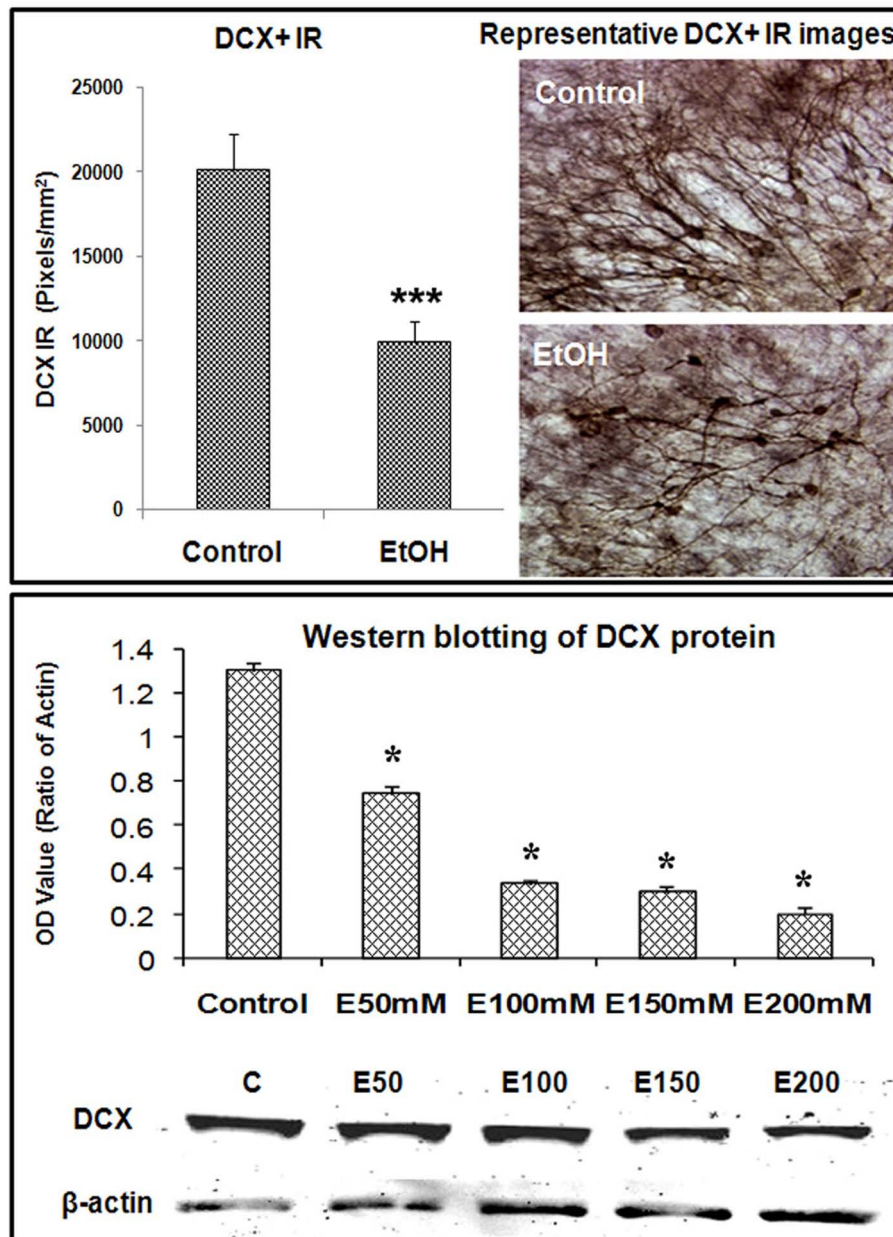 DCX+ IR
Representative DCX+ IR images
DCX IR (Pixels/mm²)
25000
20000
15000
10000
5000
0
***
Control
EtOH
Control
EtOH
Western blotting of DCX protein
OD Value (Ratio of Actin)
1.4
1.2
1
0.8
0.6
0.4
0.2
0
*
*
*
*
Control E50mM E100mM E150mM E200mM
C E50 E100 E150 E200
DCX
β-actin